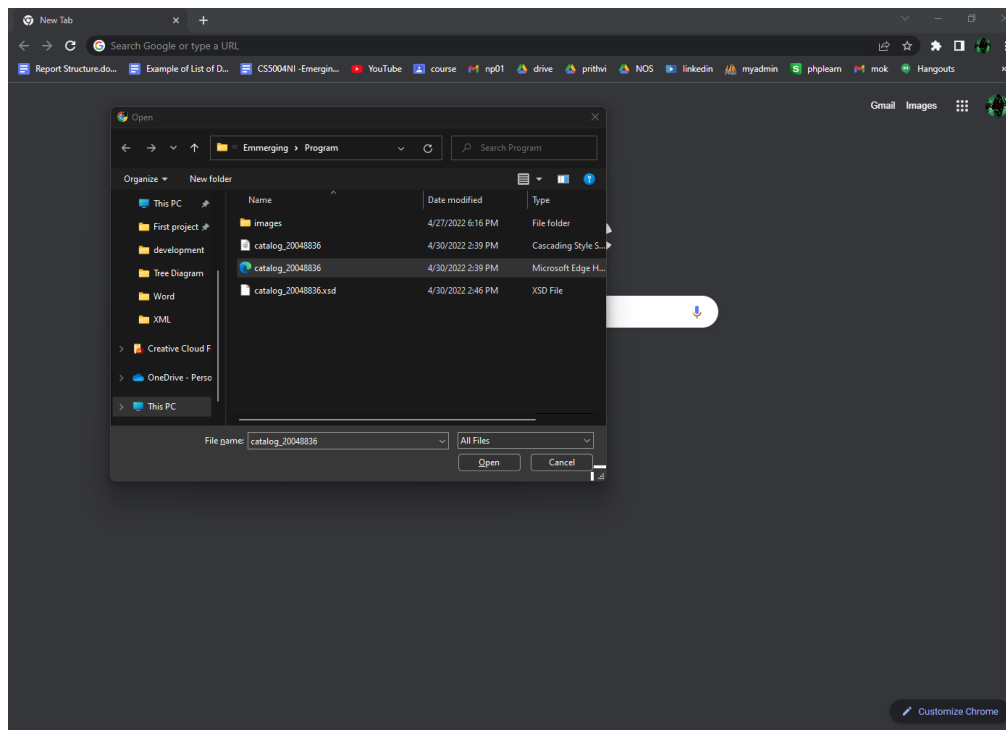 New Tab
Search Google or type a URL
Report Structure.do... Example of List of D... CS5004NI -Emergin... YouTube course np01 drive prithvi NOS linkedin myadmin phplearn mok Hangouts »
Gmail Images
Open
Emmerging > Program
Search Program
Organize New folder
Name Date modified Type
This PC
First project
development
Tree Diagram
Word
XML
Creative Cloud F
OneDrive - Perso
This PC
images 4/27/2022 6:16 PM File folder
catalog_20048836 4/30/2022 2:39 PM Cascading Style S...
catalog_20048836 4/30/2022 2:39 PM Microsoft Edge H...
catalog_20048836.xsd 4/30/2022 2:46 PM XSD File
File name: catalog_20048836 All Files
Open Cancel
Customize Chrome